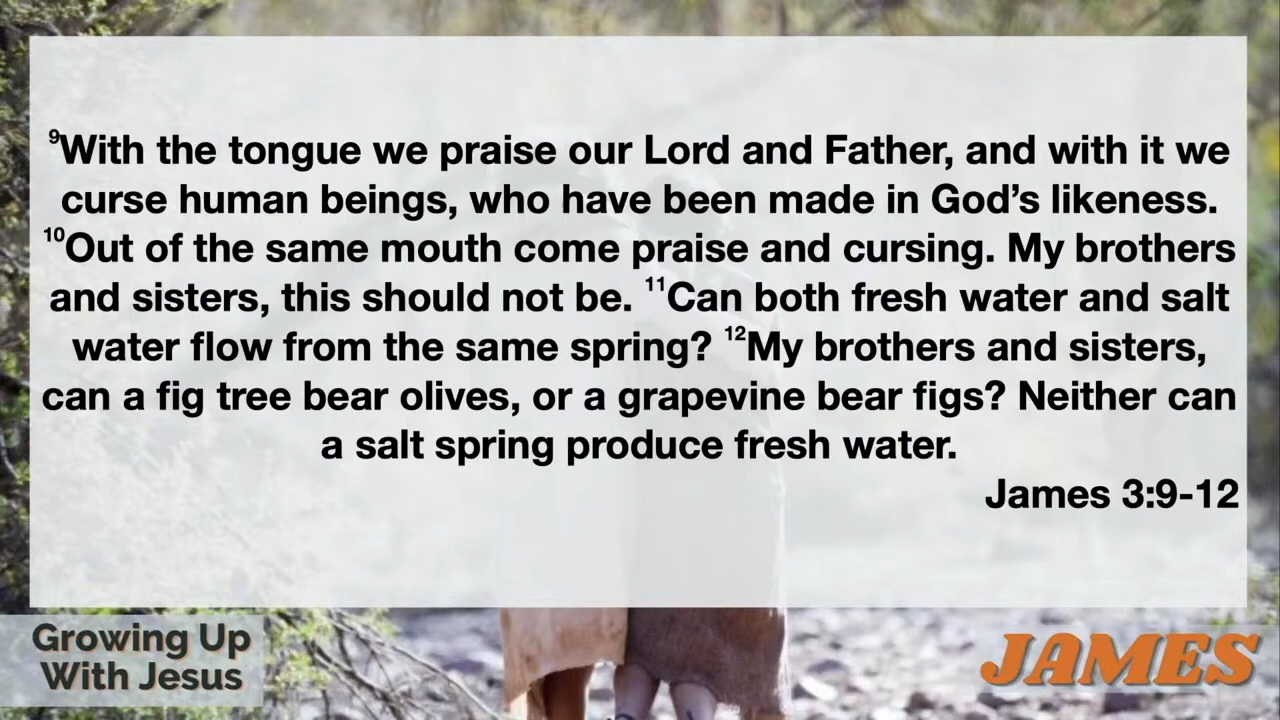 ⁹With the tongue we praise our Lord and Father, and with it we
curse human beings, who have been made in God’s likeness.
¹⁰Out of the same mouth come praise and cursing. My brothers
and sisters, this should not be. ¹¹Can both fresh water and salt
water flow from the same spring? ¹²My brothers and sisters,
can a fig tree bear olives, or a grapevine bear figs? Neither can
a salt spring produce fresh water.
James 3:9-12
Growing Up
With Jesus
JAMES